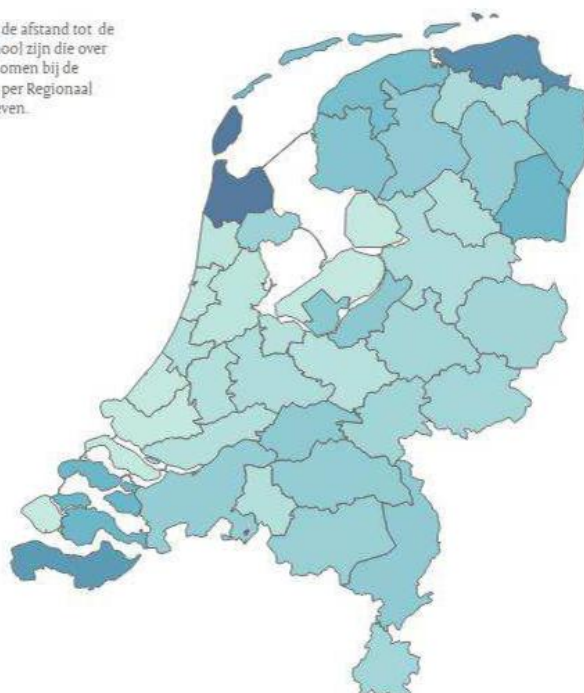 de afstand tot de
ool zijn die over
omen bij de
per Regionaal
ven.